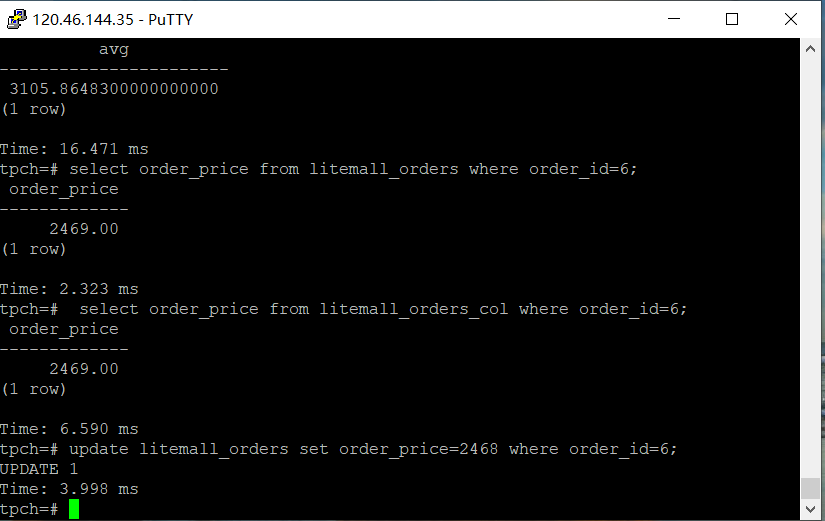 120.46.144.35 - PuTTY
avg
-----------------------
3105.8648300000000000
(1 row)
Time: 16.471 ms
tpch=# select order_price from litemall_orders where order_id=6;
order_price
-------------
2469.00
(1 row)
Time: 2.323 ms
tpch=#  select order_price from litemall_orders_col where order_id=6;
order_price
-------------
2469.00
(1 row)
Time: 6.590 ms
tpch=# update litemall_orders set order_price=2468 where order_id=6;
UPDATE 1
Time: 3.998 ms
tpch=#